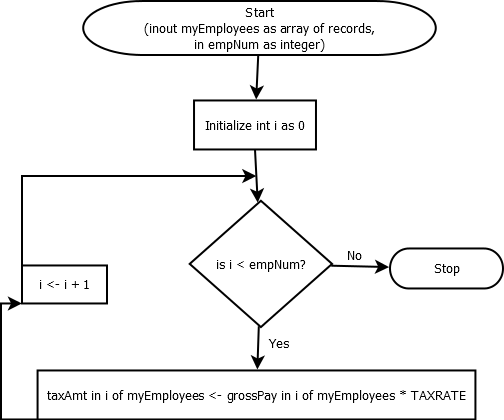 Start
(inout myEmployees as array of records,
in empNum as integer)
Initialize int i as 0
is i < empNum?
No
Stop
i <- i + 1
Yes
taxAmt in i of myEmployees <- grossPay in i of myEmployees * TAXRATE